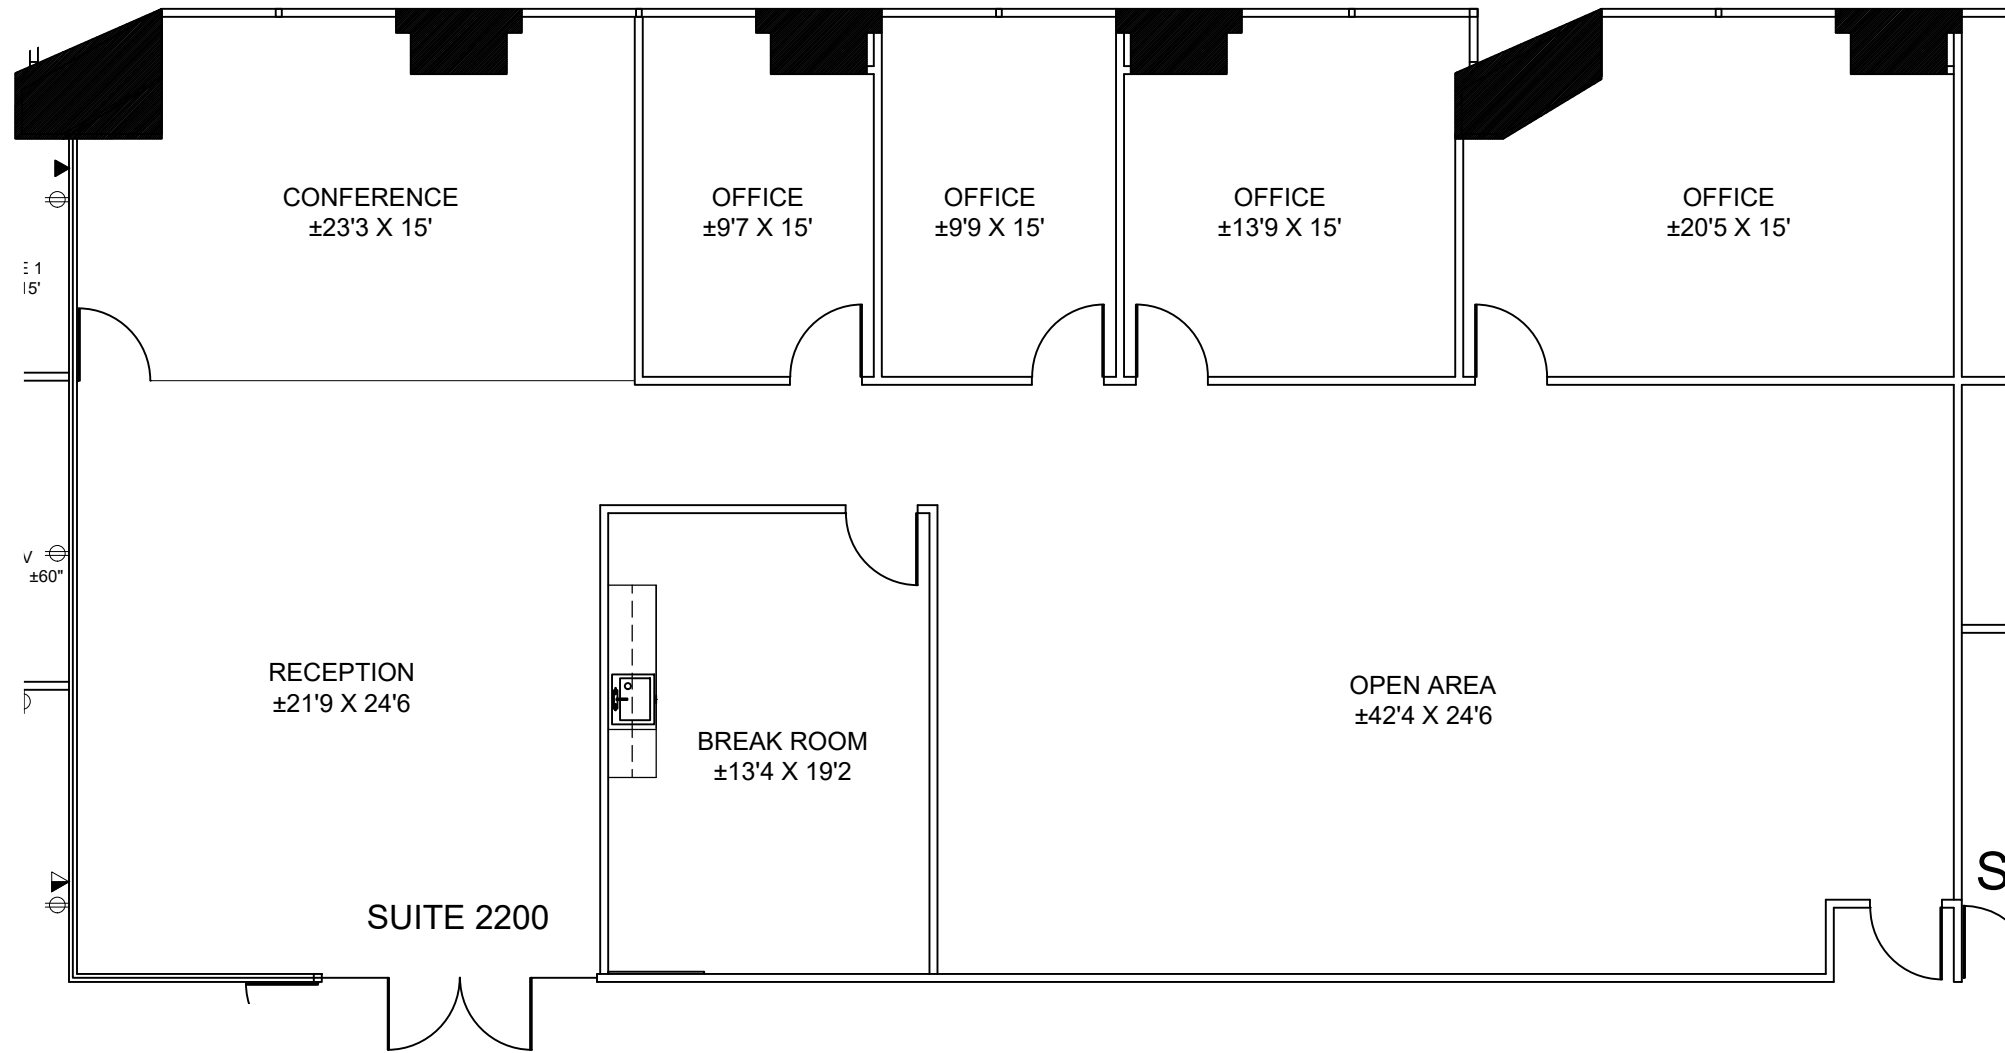 CONFERENCE
±23'3 X 15'
OFFICE
±9'7 X 15'
OFFICE
±9'9 X 15'
OFFICE
±13'9 X 15'
OFFICE
±20'5 X 15'
E 1
15'
V
±60"
RECEPTION
±21'9 X 24'6
BREAK ROOM
±13'4 X 19'2
OPEN AREA
±42'4 X 24'6
SUITE 2200
S